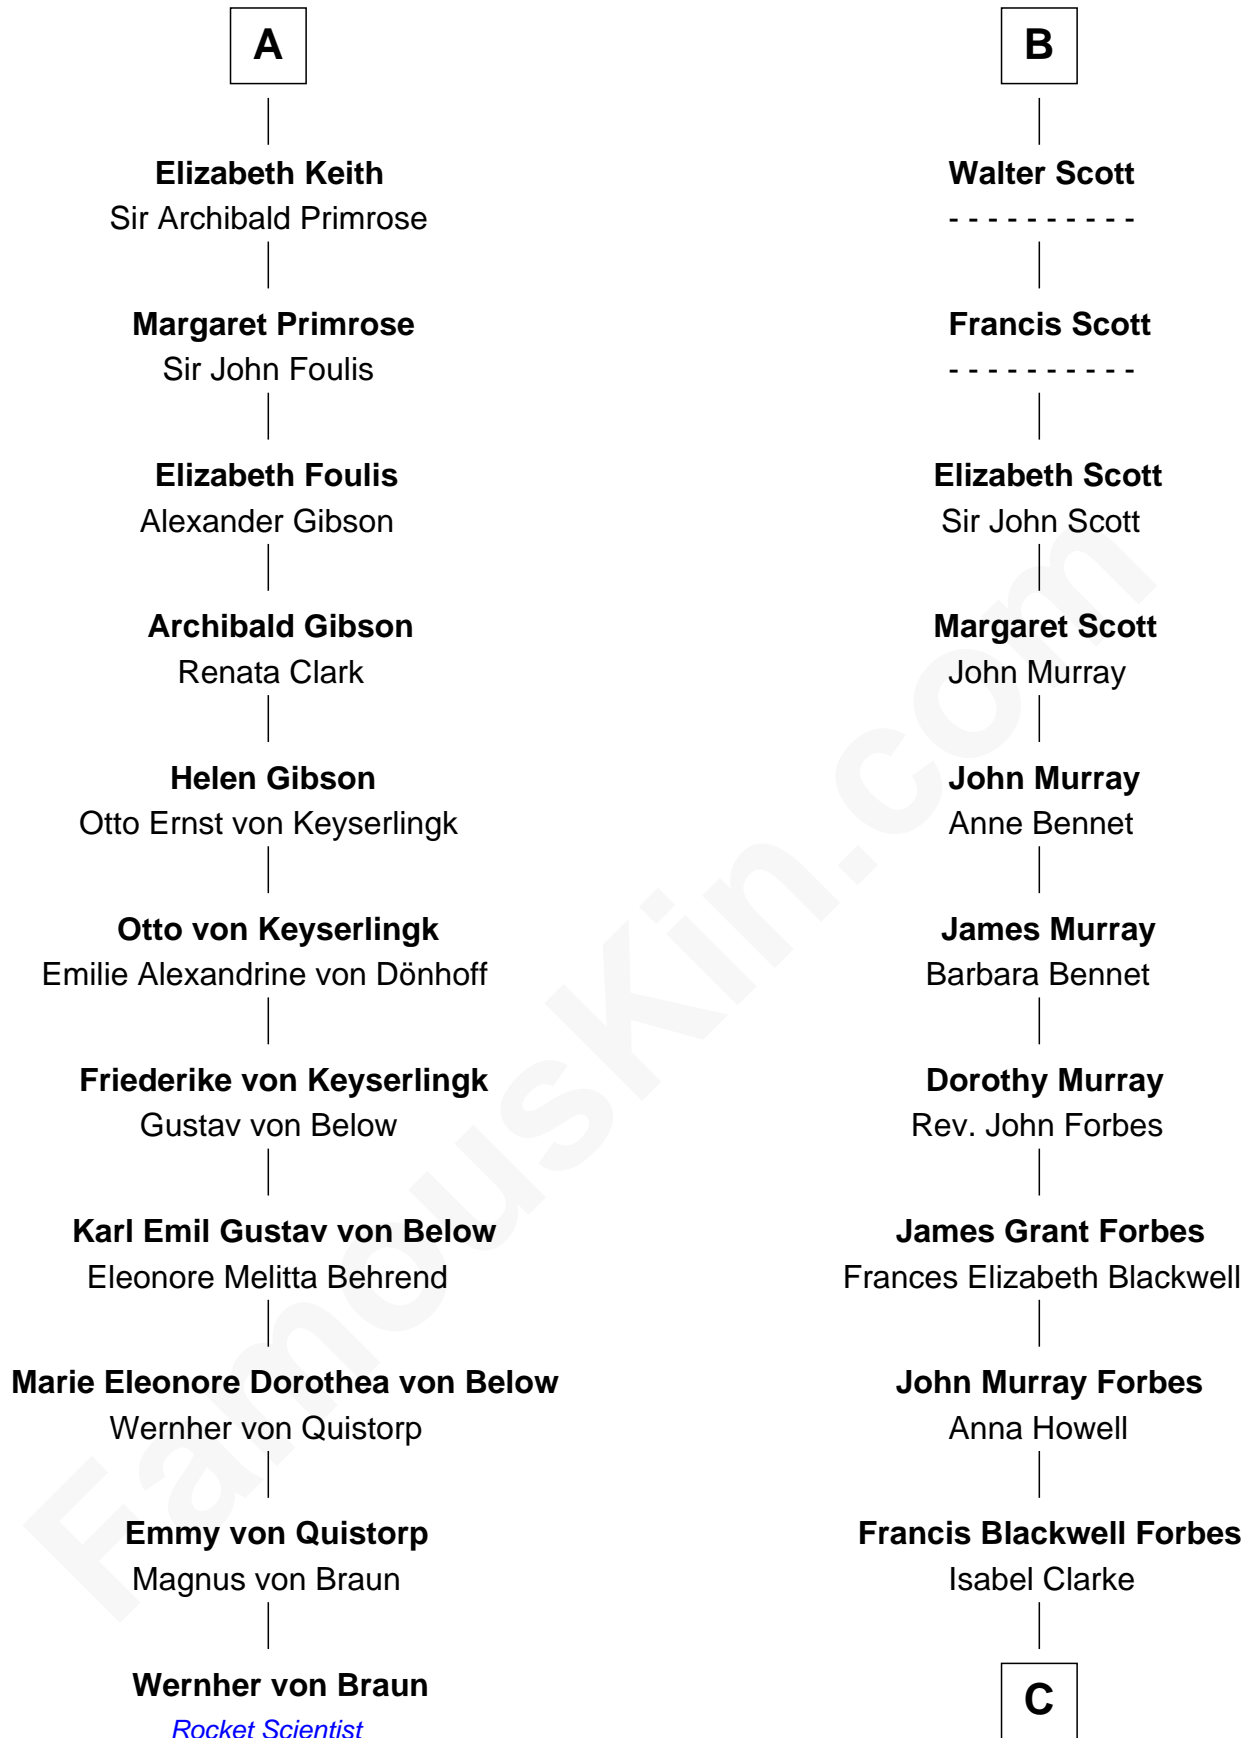 A
Elizabeth Keith
Sir Archibald Primrose
Margaret Primrose
Sir John Foulis
Elizabeth Foulis
Alexander Gibson
Archibald Gibson
Renata Clark
Helen Gibson
Otto Ernst von Keyserlingk
Otto von Keyserlingk
Emilie Alexandrine von Dönhoff
Friederike von Keyserlingk
Gustav von Below
Karl Emil Gustav von Below
Eleonore Melitta Behrend
Marie Eleonore Dorothea von Below
Wernher von Quistorp
Emmy von Quistorp
Magnus von Braun
Wernher von Braun
Rocket Scientist
B
Walter Scott
- - - - - - - - - -
Francis Scott
- - - - - - - - - -
Elizabeth Scott
Sir John Scott
Margaret Scott
John Murray
John Murray
Anne Bennet
James Murray
Barbara Bennet
Dorothy Murray
Rev. John Forbes
James Grant Forbes
Frances Elizabeth Blackwell
John Murray Forbes
Anna Howell
Francis Blackwell Forbes
Isabel Clarke
C
FamousKin.com